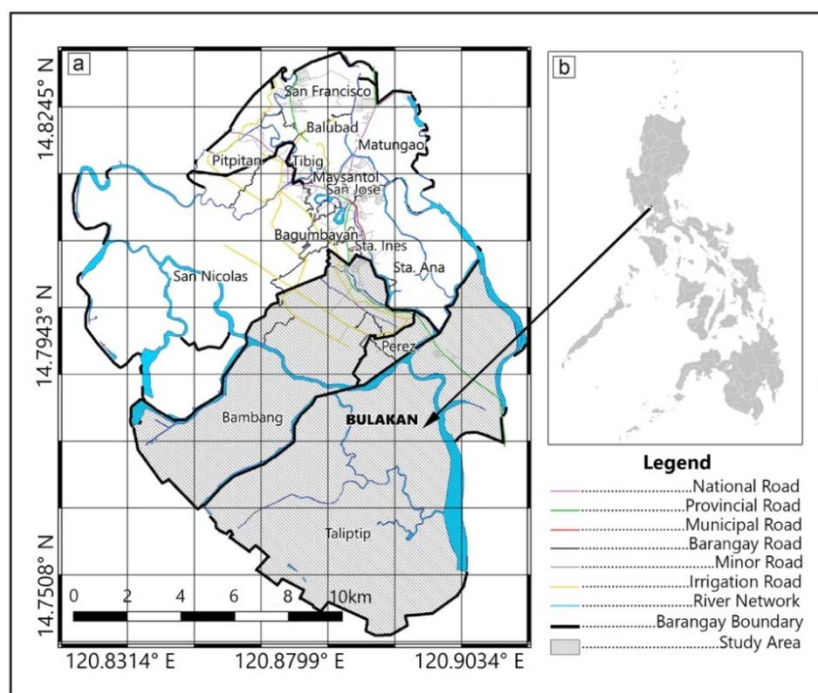 a
b
San Francisco
Balubad
Matungao
Pitpitan
Tibig
Maysantol
San Jose
Bagumbayan
Sta. Ines
Sta. Ana
San Nicolas
Perez
Bambang
BULAKAN
Taliptip
14.8245° N
14.7943° N
14.7508° N
0 2 4 6 8 10km
120.8314° E 120.8799° E 120.9034° E
Legend
National Road
Provincial Road
Municipal Road
Barangay Road
Minor Road
Irrigation Road
River Network
Barangay Boundary
Study Area